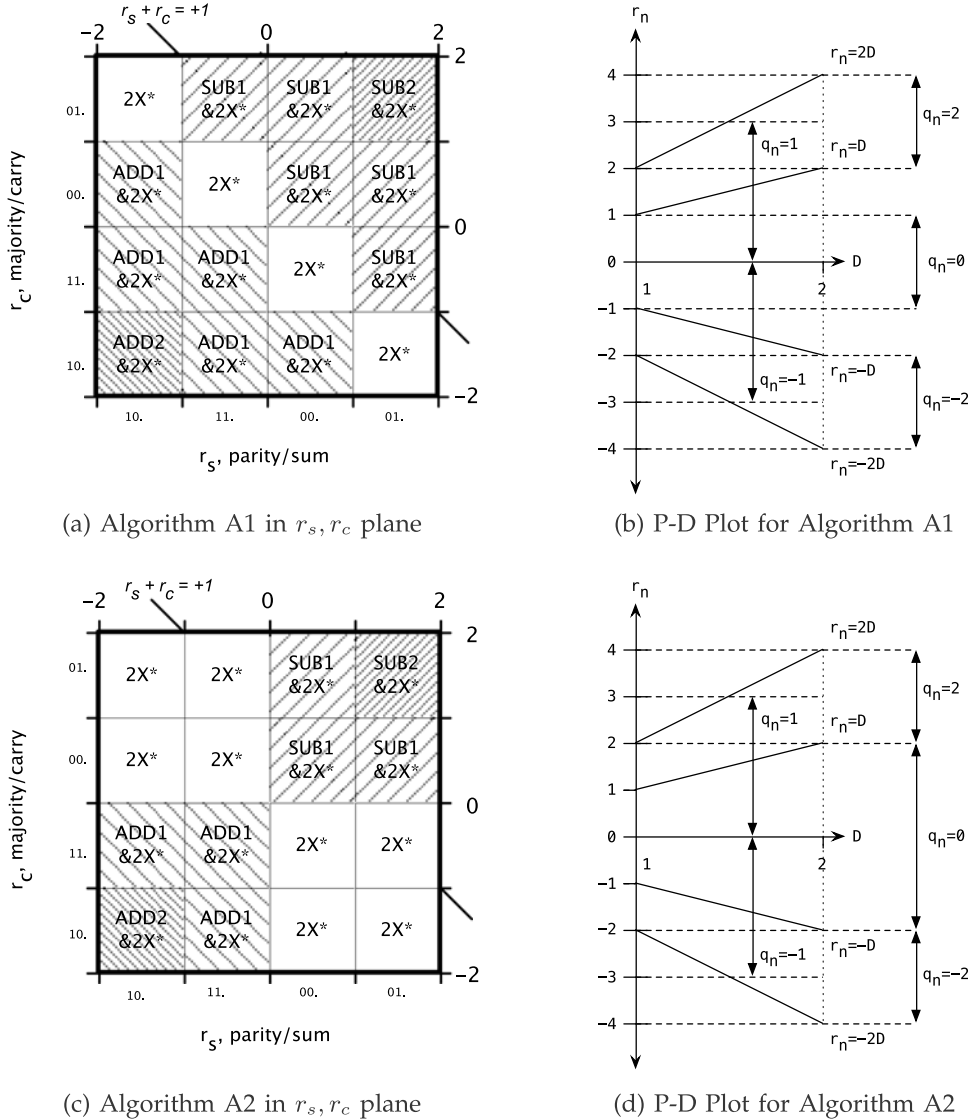 r_s + r_c = +1
-2 0 2
01. 2X* SUB1 &2X* SUB1 &2X* SUB2 &2X* 2
00. ADD1 &2X* 2X* SUB1 &2X* SUB1 &2X*
0
11. ADD1 &2X* ADD1 &2X* 2X* SUB1 &2X*
10. ADD2 &2X* ADD1 &2X* ADD1 &2X* 2X*
-2
10. 11. 00. 01.
r_c, majority/carry
r_s, parity/sum
(a) Algorithm A1 in r_s, r_c plane
r_n
4
3
2
1
0
-1
-2
-3
-4
1
2
D
r_n=2D
q_n=2
q_n=1
r_n=D
q_n=0
q_n=-1
r_n=-D
q_n=-2
r_n=-2D
(b) P-D Plot for Algorithm A1
r_s + r_c = +1
-2 0 2
01. 2X* 2X* SUB1 &2X* SUB2 &2X* 2
00. 2X* 2X* SUB1 &2X* SUB1 &2X*
0
11. ADD1 &2X* ADD1 &2X* 2X* 2X*
10. ADD2 &2X* ADD1 &2X* 2X* 2X*
-2
10. 11. 00. 01.
r_c, majority/carry
r_s, parity/sum
(c) Algorithm A2 in r_s, r_c plane
r_n
4
3
2
1
0
-1
-2
-3
-4
1
2
D
r_n=2D
q_n=2
q_n=1
r_n=D
q_n=0
q_n=-1
r_n=-D
q_n=-2
r_n=-2D
(d) P-D Plot for Algorithm A2